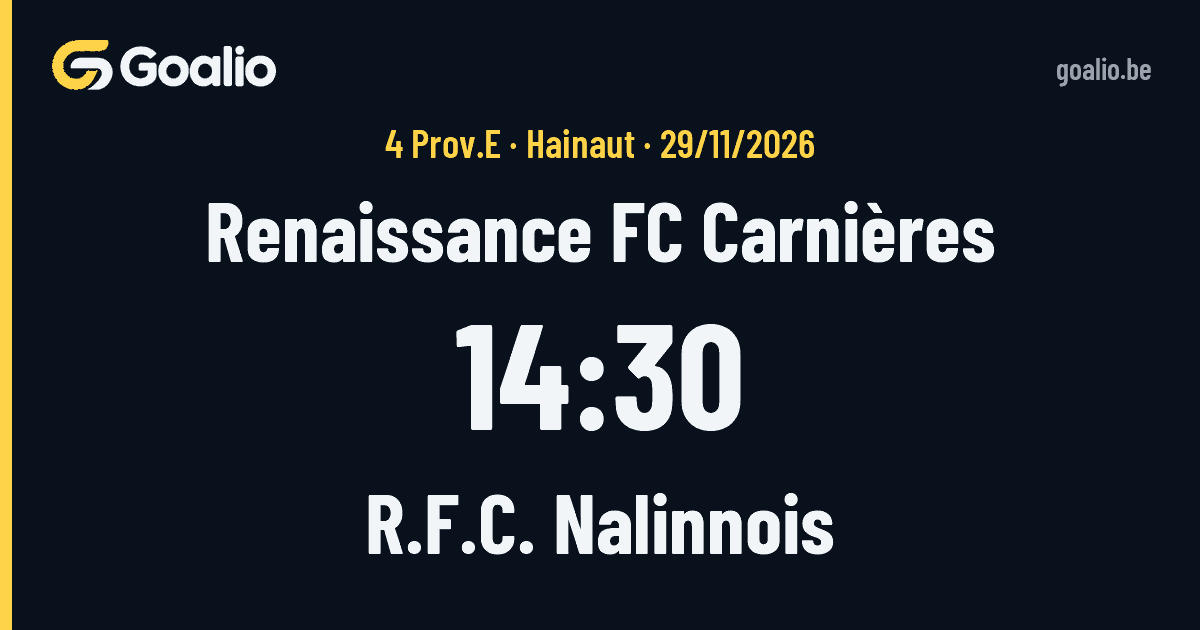 Goalio
goalio.be
4 Prov.E · Hainaut · 29/11/2026
Renaissance FC Carnières
14:30
R.F.C. Nalinnois